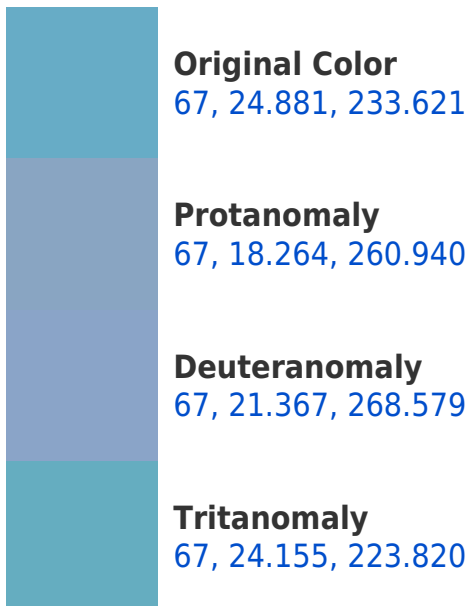 Original Color
67, 24.881, 233.621
Protanomaly
67, 18.264, 260.940
Deuteranomaly
67, 21.367, 268.579
Tritanomaly
67, 24.155, 223.820